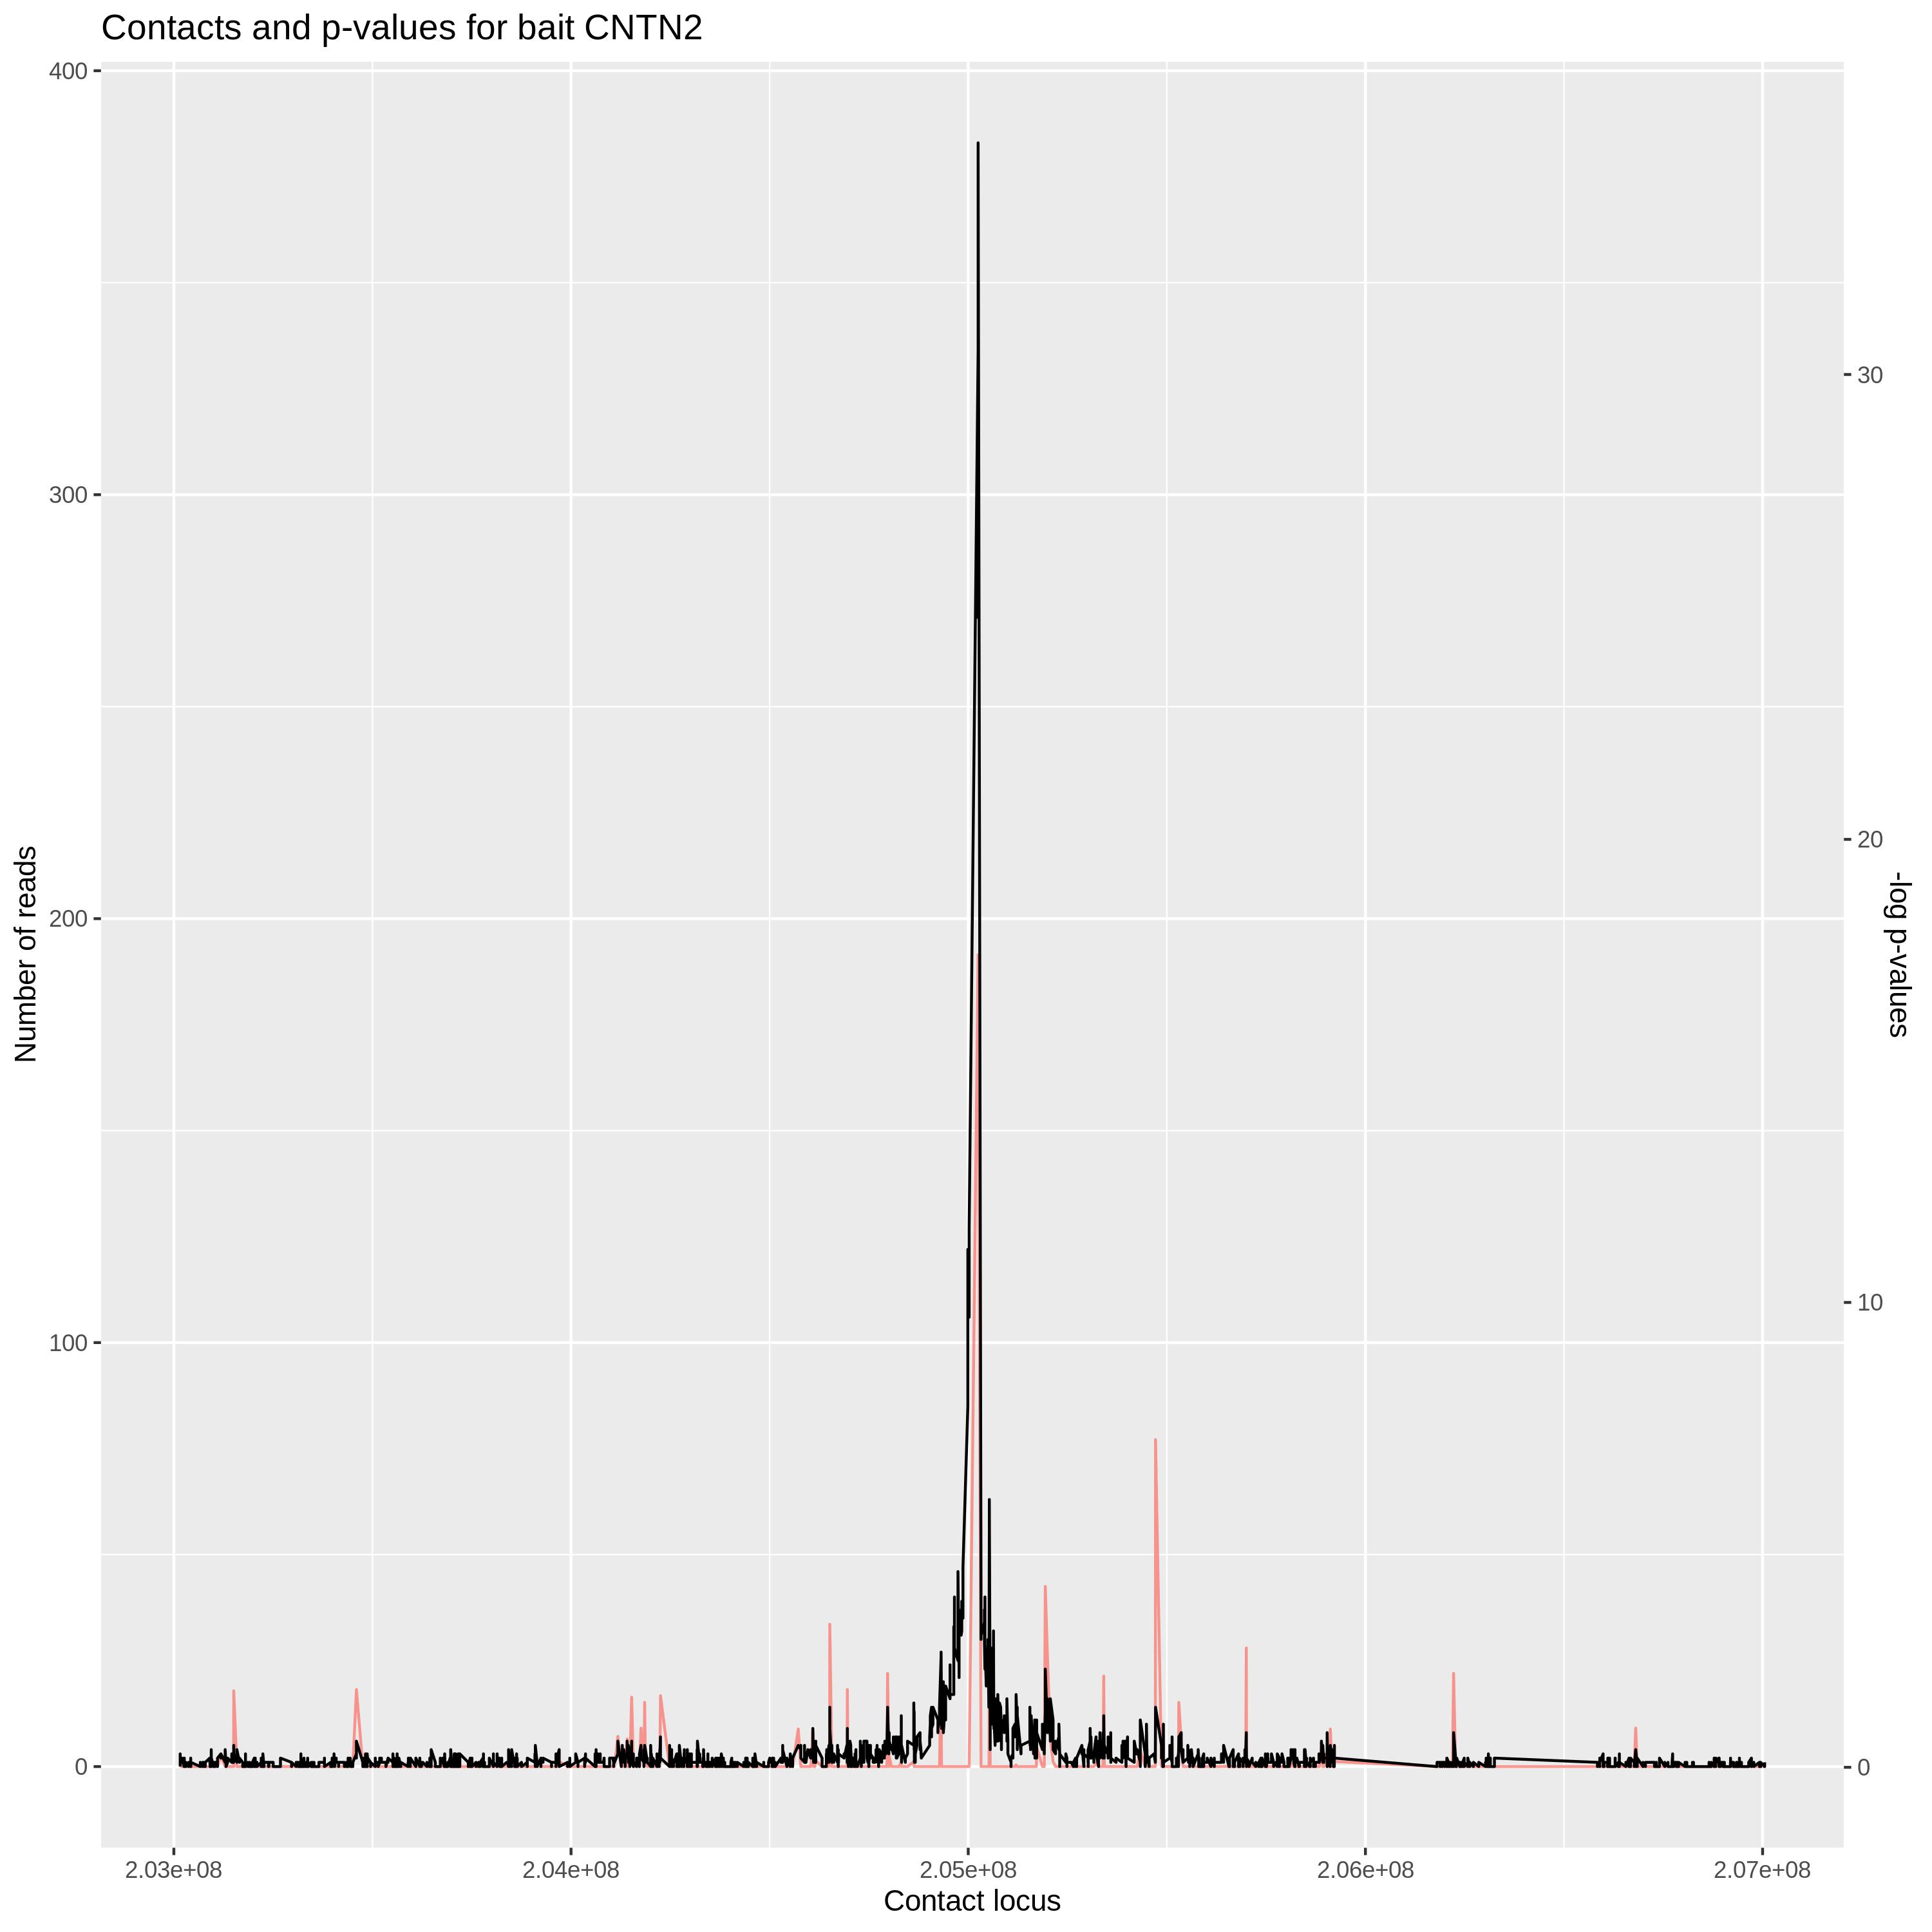 Contacts and p-values for bait CNTN2
400
300
200
100
0
Number of reads
30
20
10
0
-log p-values
2.03e+08
2.04e+08
2.05e+08
2.06e+08
2.07e+08
Contact locus